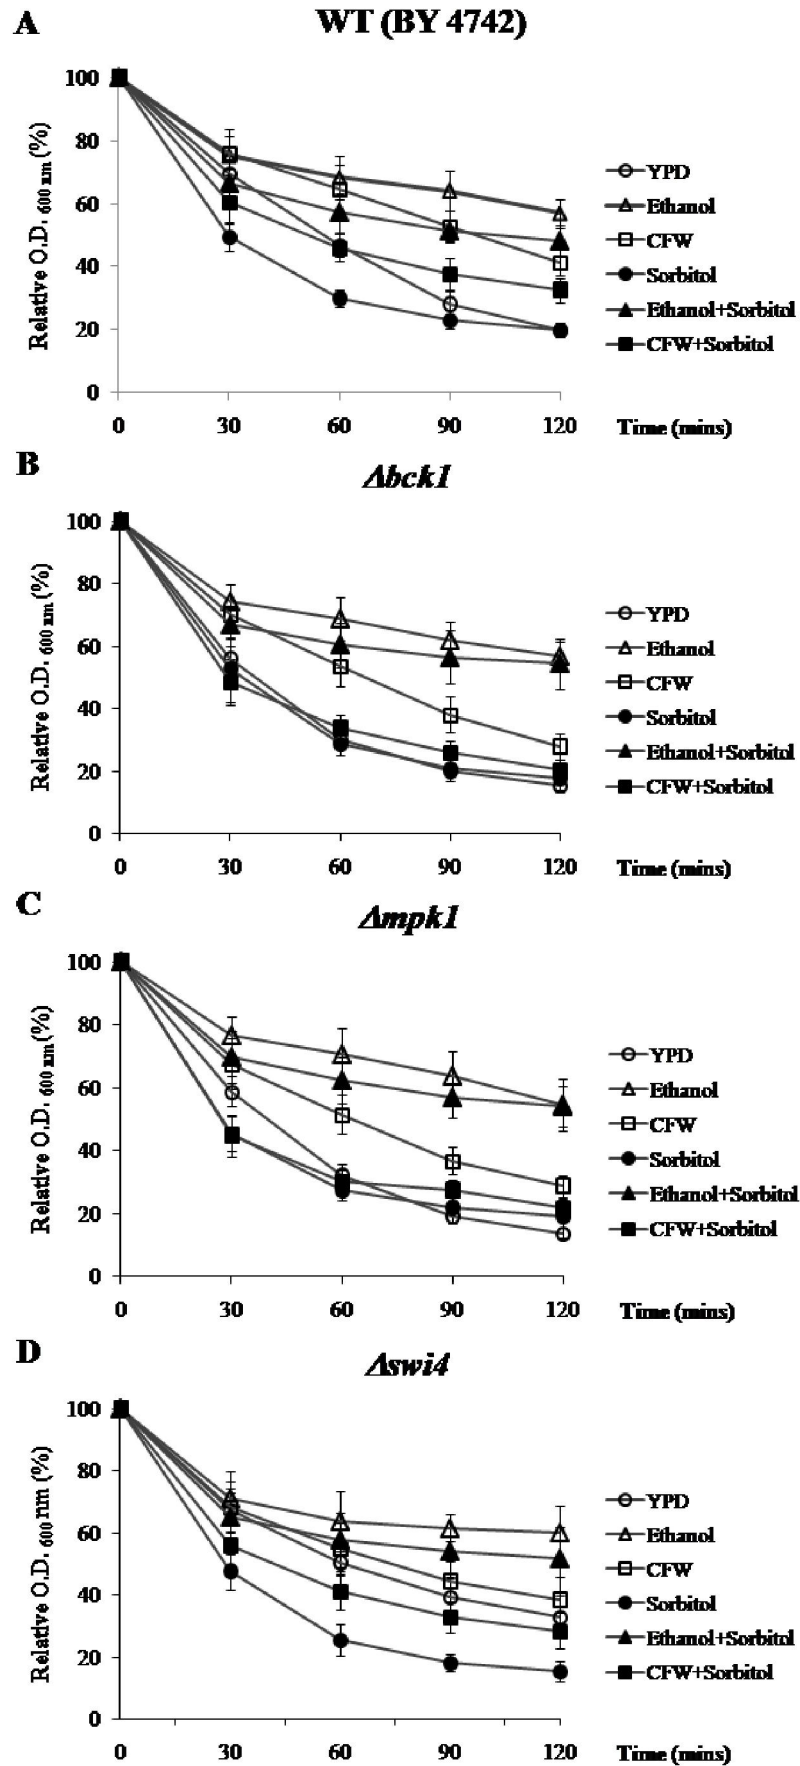 A
WT (BY 4742)
Relative O.D. 600 nm (%)
100
80
60
40
20
0
0 30 60 90 120
Time (mins)
YPD
Ethanol
CFW
Sorbitol
Ethanol+Sorbitol
CFW+Sorbitol
B
Δbck1
Relative O.D. 600 nm (%)
100
80
60
40
20
0
0 30 60 90 120
Time (mins)
YPD
Ethanol
CFW
Sorbitol
Ethanol+Sorbitol
CFW+Sorbitol
C
Δmpk1
Relative O.D. 600 nm (%)
100
80
60
40
20
0
0 30 60 90 120
Time (mins)
YPD
Ethanol
CFW
Sorbitol
Ethanol+Sorbitol
CFW+Sorbitol
D
Δswi4
Relative O.D. 600 nm (%)
100
80
60
40
20
0
0 30 60 90 120
Time (mins)
YPD
Ethanol
CFW
Sorbitol
Ethanol+Sorbitol
CFW+Sorbitol